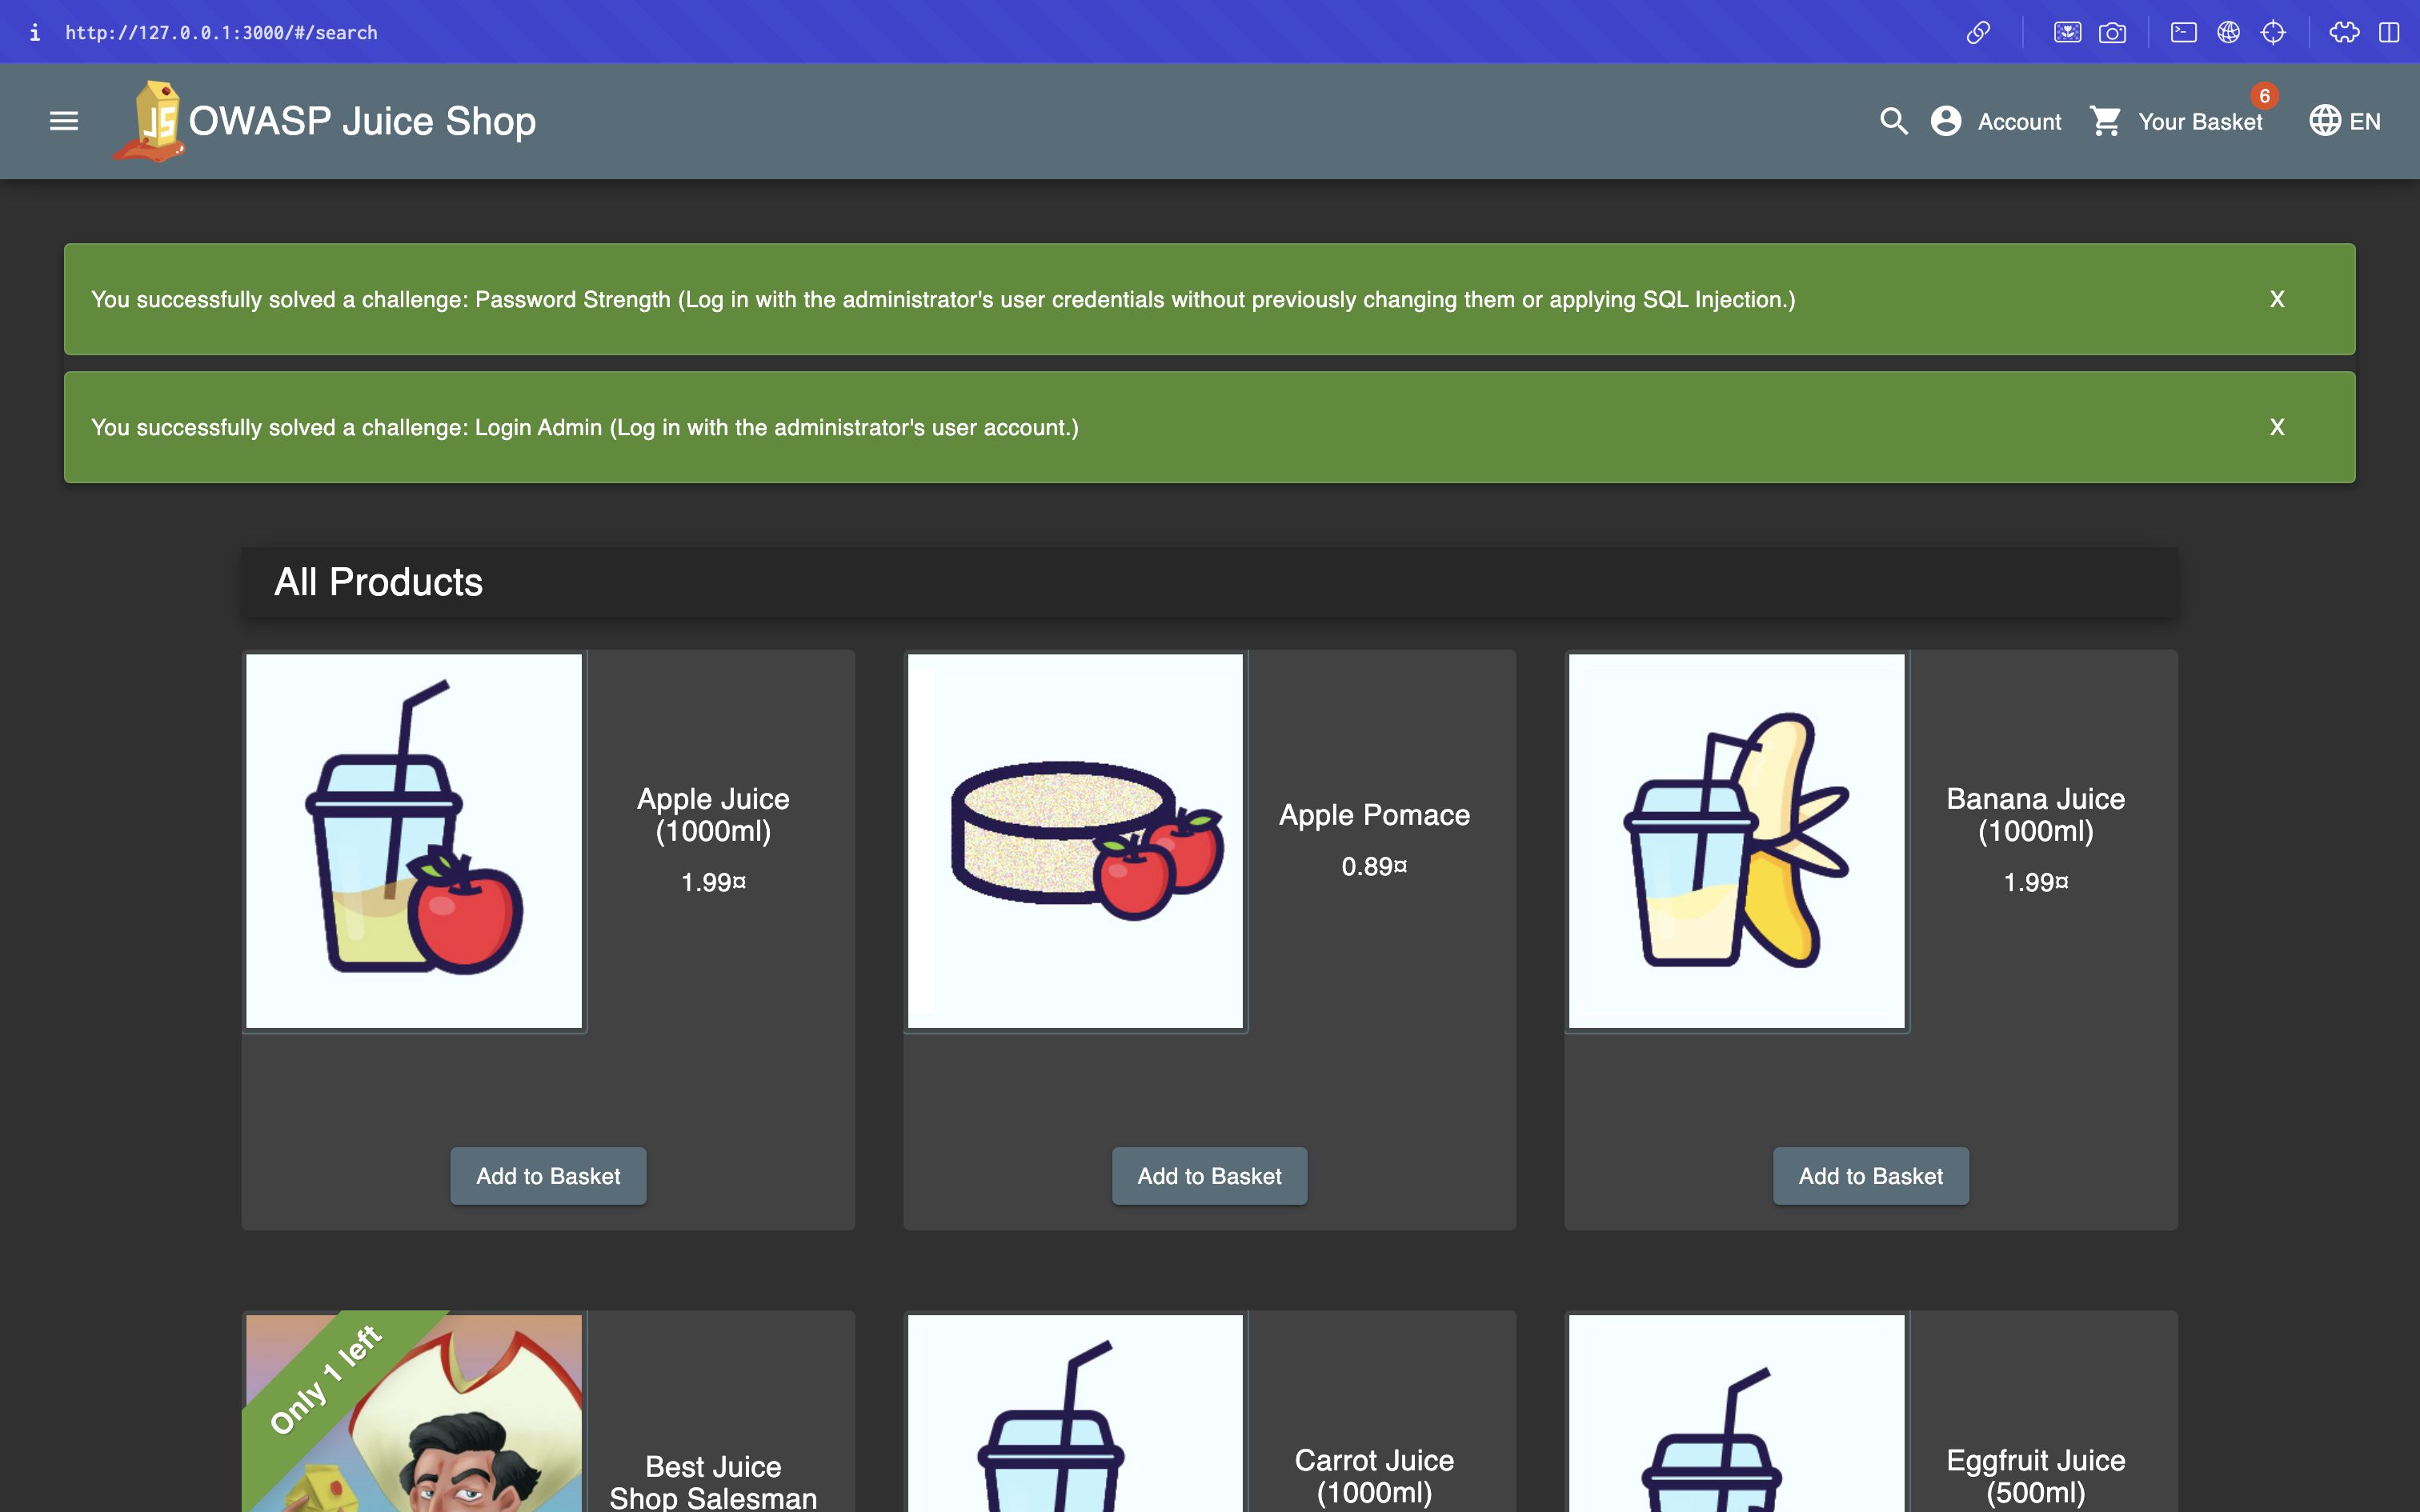 http://127.0.0.1:3000/#/search
JS OWASP Juice Shop
Account
Your Basket
6
EN
You successfully solved a challenge: Password Strength (Log in with the administrator's user credentials without previously changing them or applying SQL Injection.)
X
You successfully solved a challenge: Login Admin (Log in with the administrator's user account.)
X
All Products
Apple Juice
(1000ml)
1.99¤
Add to Basket
Apple Pomace
0.89¤
Add to Basket
Banana Juice
(1000ml)
1.99¤
Add to Basket
Only 1 left
Best Juice
Shop Salesman
Carrot Juice
(1000ml)
Eggfruit Juice
(500ml)